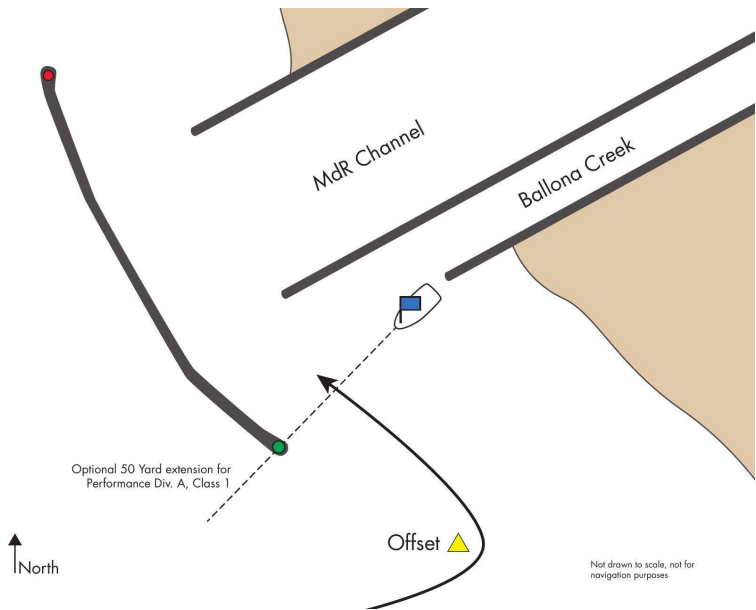 MdR Channel
Ballona Creek
Optional 50 Yard extension for
Performance Div. A, Class 1
Offset
North
Not drawn to scale, not for
navigation purposes